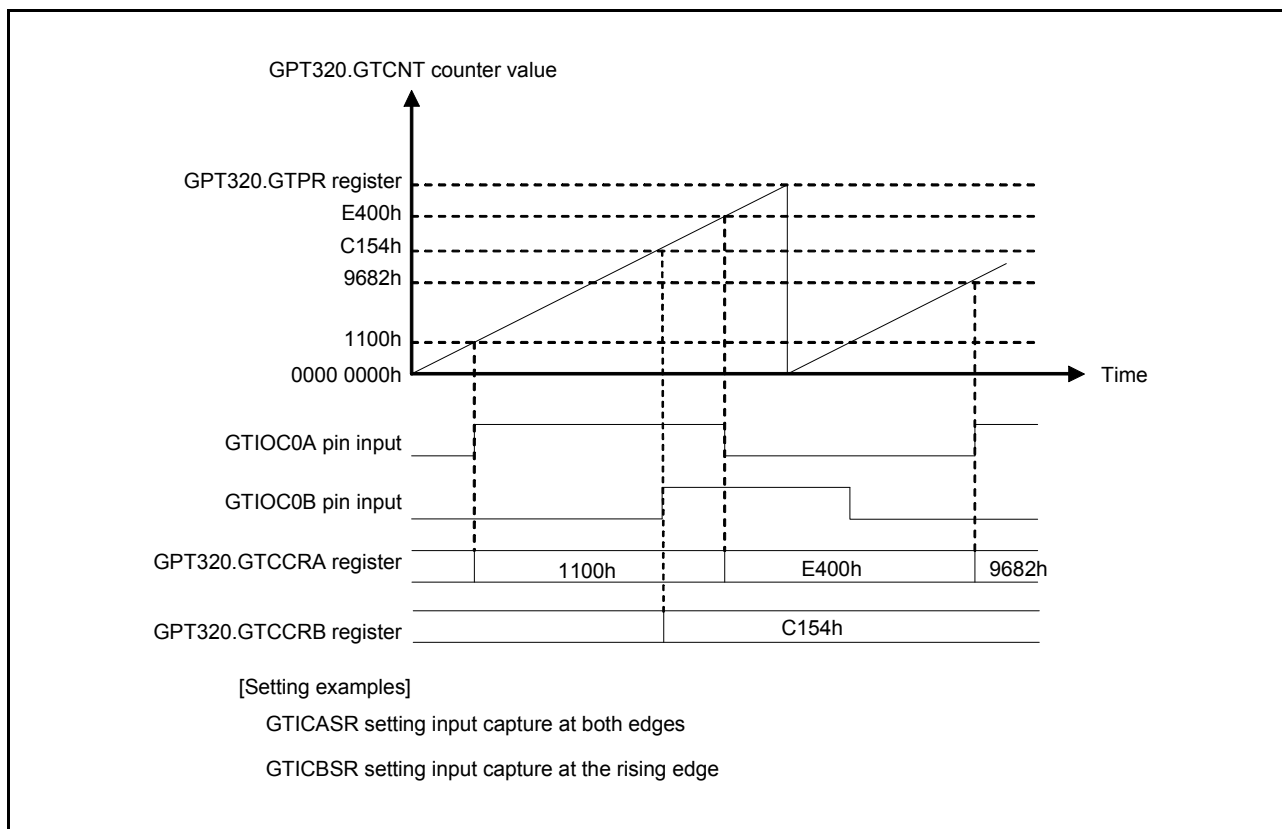 GPT320.GTCNT counter value
GPT320.GTPR register
E400h
C154h
9682h
1100h
0000 0000h
Time
GTIOC0A pin input
GTIOC0B pin input
GPT320.GTCCRA register
1100h
E400h
9682h
GPT320.GTCCRB register
C154h
[Setting examples]
GTICASR setting input capture at both edges
GTICBSR setting input capture at the rising edge